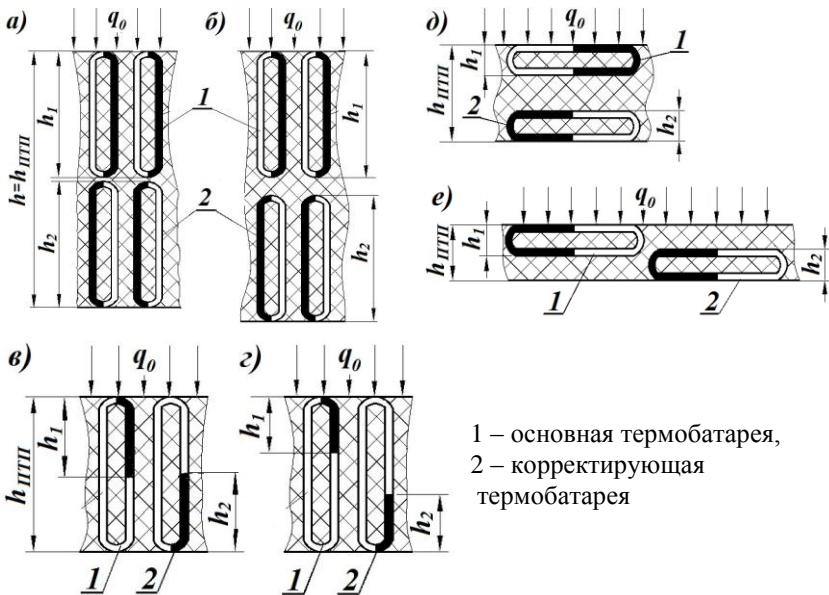 а)
q₀
б)
q₀
h=hПТП
h₁
h₂
1
2
h₁
h₂
д)
q₀
hПТП
h₁
1
2
h₂
е)
q₀
hПТП
h₁
h₂
1
2
в)
q₀
hПТП
h₁
h₂
1
2
г)
q₀
h₁
h₂
1
2
1 – основная термобатарея,
2 – корректирующая
термобатарея